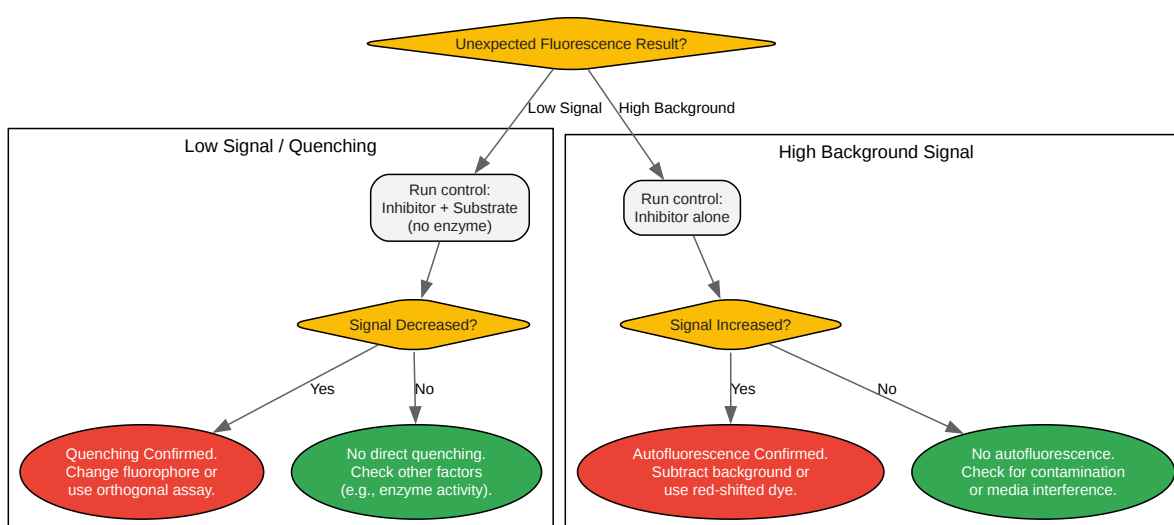 Unexpected Fluorescence Result?
Low Signal
High Background
Low Signal / Quenching
High Background Signal
Run control:
Inhibitor + Substrate
(no enzyme)
Run control:
Inhibitor alone
Signal Decreased?
Signal Increased?
Yes
No
Yes
No
Quenching Confirmed.
Change fluorophore or
use orthogonal assay.
No direct quenching.
Check other factors
(e.g., enzyme activity).
Autofluorescence Confirmed.
Subtract background or
use red-shifted dye.
No autofluorescence.
Check for contamination
or media interference.